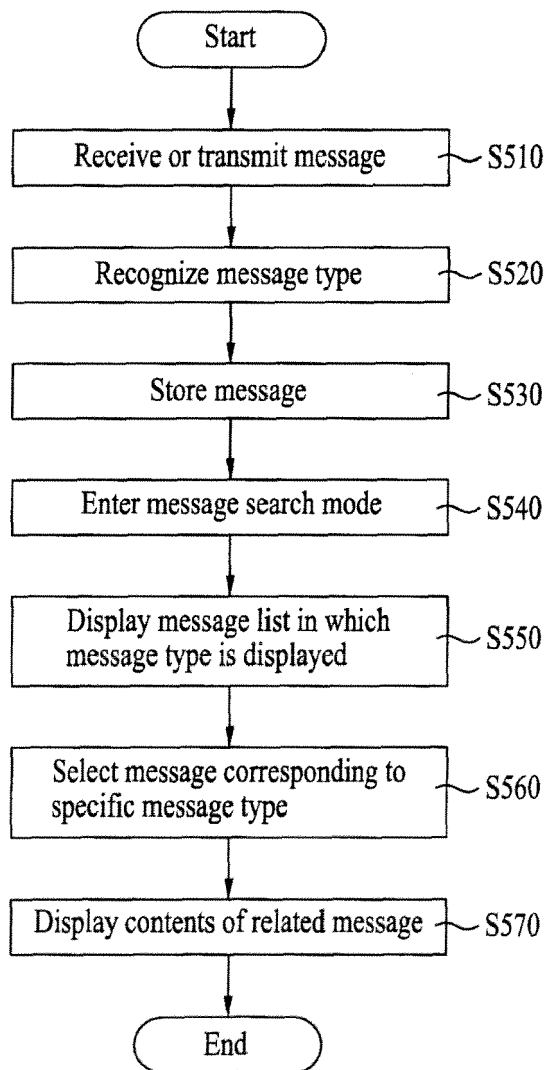 Start
Receive or transmit message S510
Recognize message type S520
Store message S530
Enter message search mode S540
Display message list in which
message type is displayed S550
Select message corresponding to
specific message type S560
Display contents of related message S570
End